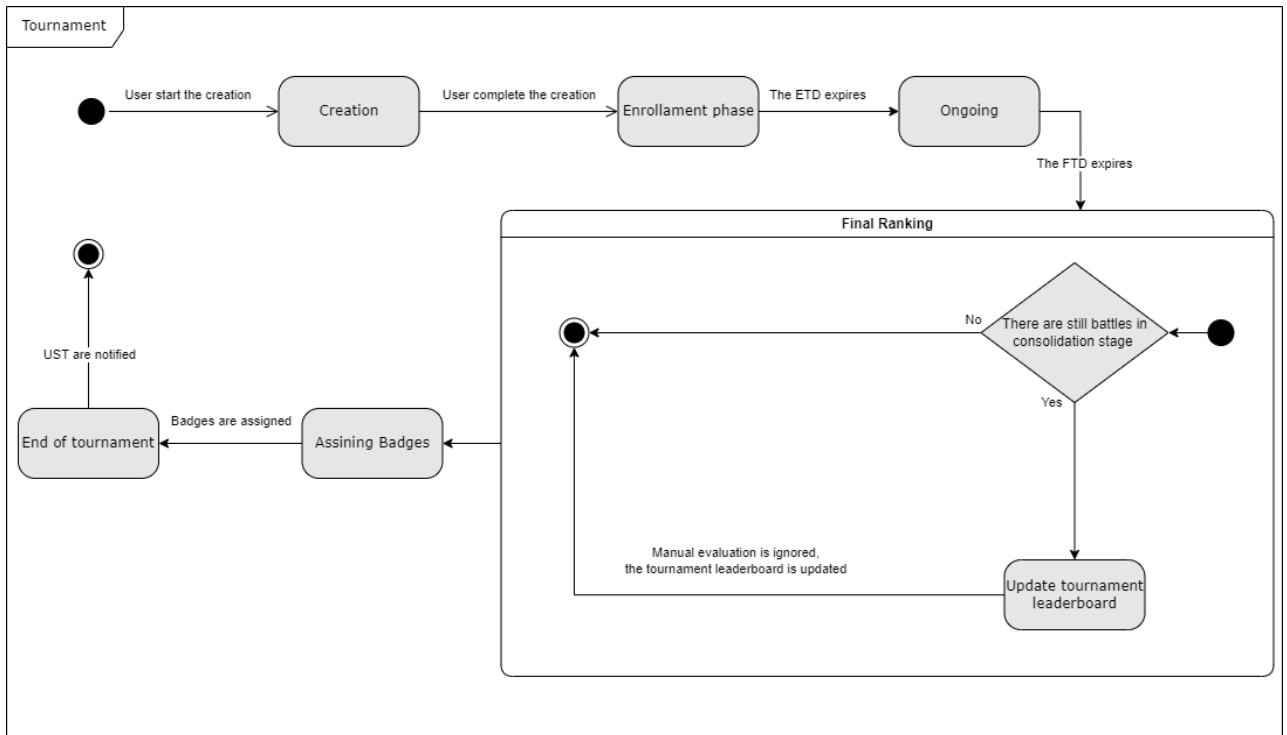 Tournament
User start the creation
Creation
User complete the creation
Enrollament phase
The ETD expires
Ongoing
The FTD expires
Final Ranking
No
There are still battles in
consolidation stage
Yes
UST are notified
End of tournament
Badges are assigned
Assining Badges
Manual evaluation is ignored,
the tournament leaderboard is updated
Update tournament
leaderboard